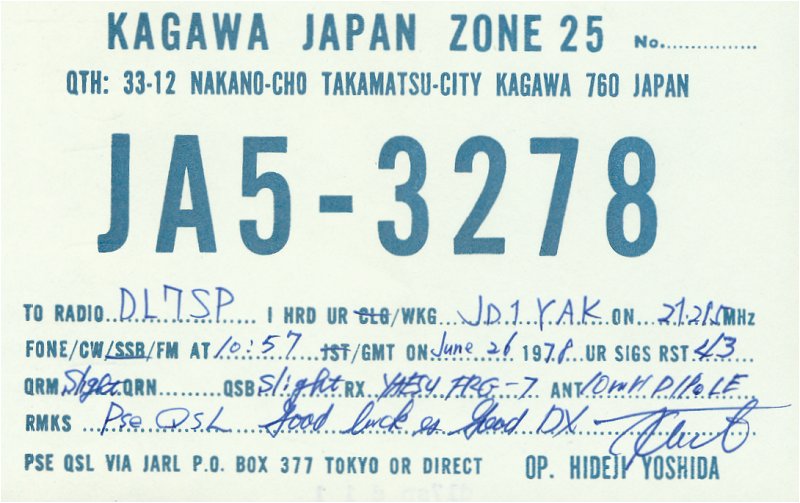 KAGAWA JAPAN ZONE 25 No...............
QTH: 33-12 NAKANO-CHO TAKAMATSU-CITY KAGAWA 760 JAPAN
JA5-3278
TO RADIO DL7SP I HRD UR CLG/WKG JD1YAK ON 21.285MHz
FONE/CW/SSB/FM AT 10:57 JST/GMT ON June 26 1978 UR SIGS RST 43
QRM Slight QRN......... QSB Slight RX YAESU FRG-7 ANT 10mH DIPOLE
RMKS Pse QSL Good luck es Good DX
PSE QSL VIA JARL P.O. BOX 377 TOKYO OR DIRECT OP. HIDEJI YOSHIDA